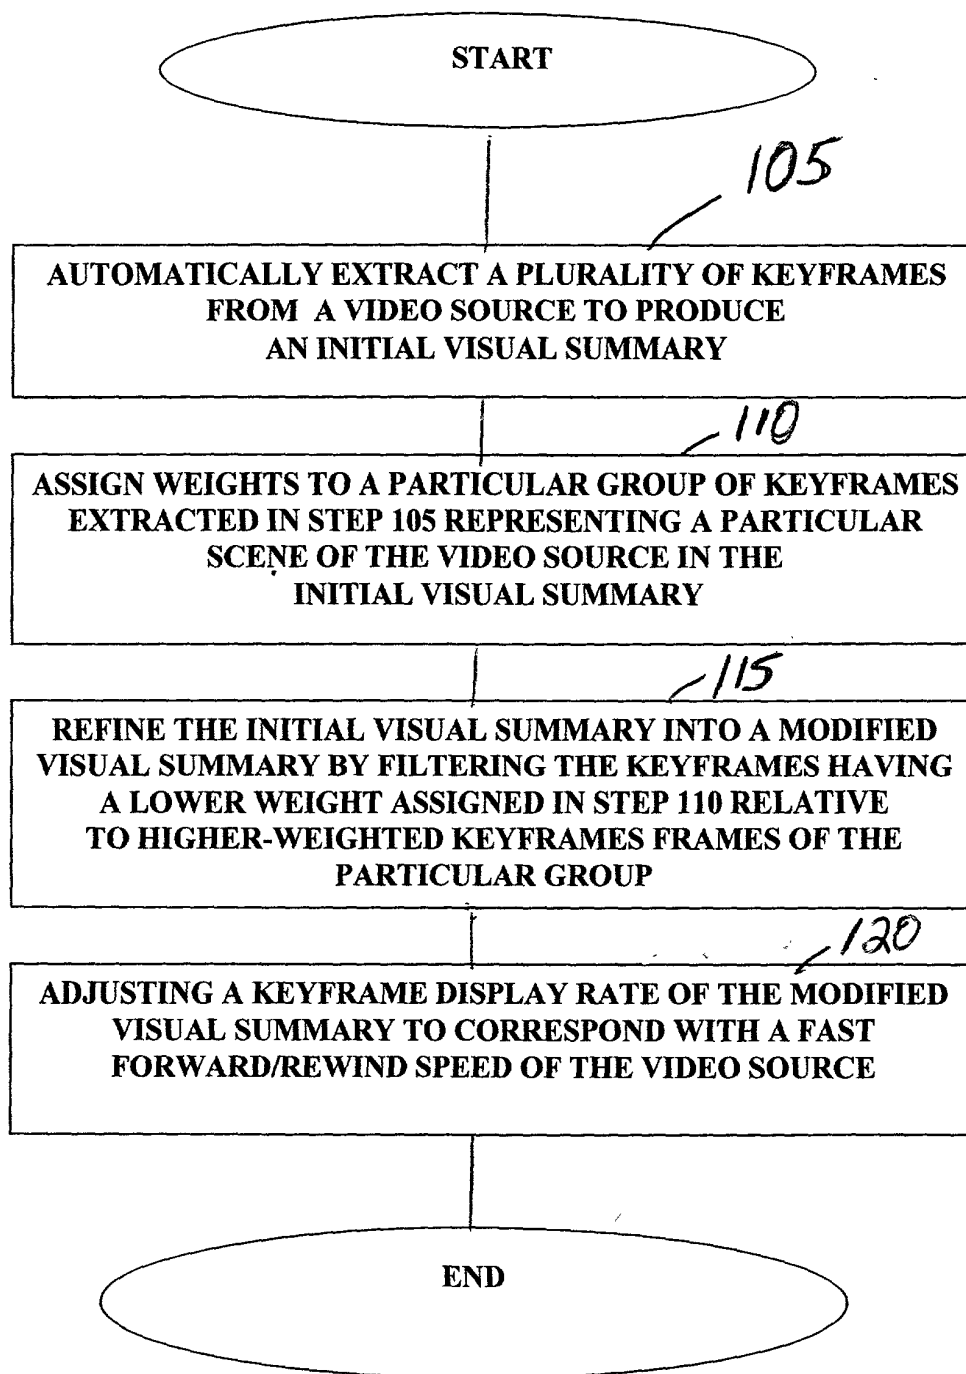 START
105
AUTOMATICALLY EXTRACT A PLURALITY OF KEYFRAMES
FROM A VIDEO SOURCE TO PRODUCE
AN INITIAL VISUAL SUMMARY
110
ASSIGN WEIGHTS TO A PARTICULAR GROUP OF KEYFRAMES
EXTRACTED IN STEP 105 REPRESENTING A PARTICULAR
SCENE OF THE VIDEO SOURCE IN THE
INITIAL VISUAL SUMMARY
115
REFINE THE INITIAL VISUAL SUMMARY INTO A MODIFIED
VISUAL SUMMARY BY FILTERING THE KEYFRAMES HAVING
A LOWER WEIGHT ASSIGNED IN STEP 110 RELATIVE
TO HIGHER-WEIGHTED KEYFRAMES FRAMES OF THE
PARTICULAR GROUP
120
ADJUSTING A KEYFRAME DISPLAY RATE OF THE MODIFIED
VISUAL SUMMARY TO CORRESPOND WITH A FAST
FORWARD/REWIND SPEED OF THE VIDEO SOURCE
END